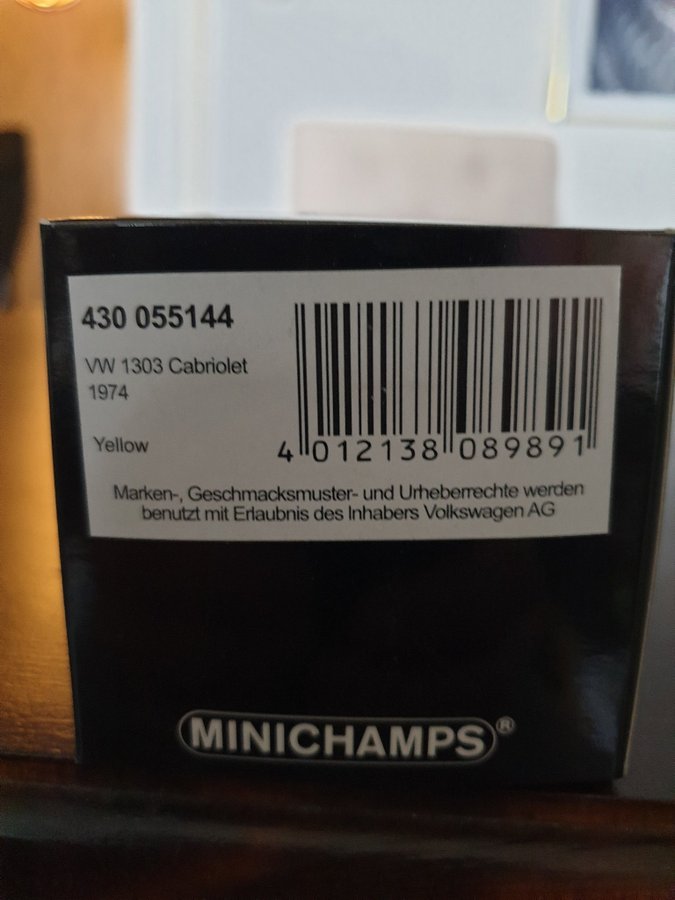 430 055144
VW 1303 Cabriolet
1974
Yellow
4 012138 089891
Marken-, Geschmacksmuster- und Urheberrechte werden
benutzt mit Erlaubnis des Inhabers Volkswagen AG
MINICHAMPS®